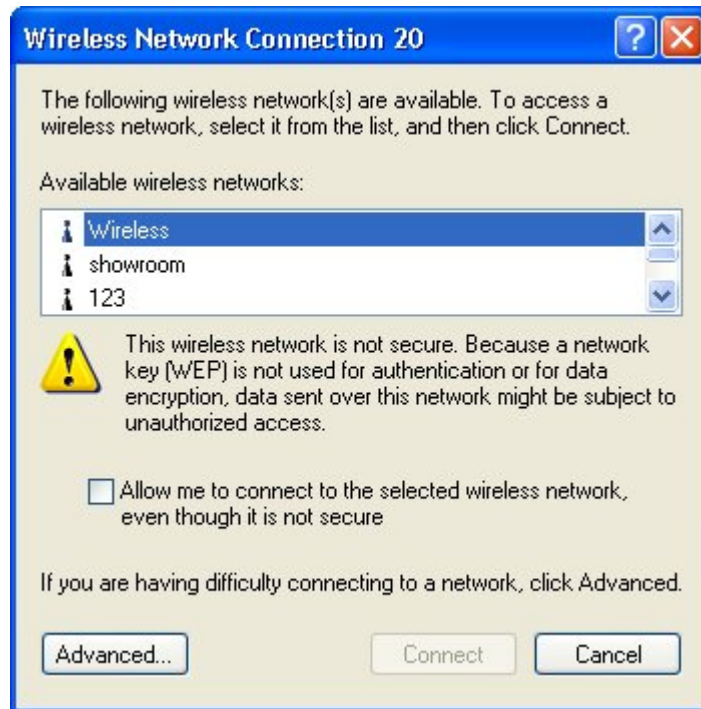 Wireless Network Connection 20
The following wireless network(s) are available. To access a
wireless network, select it from the list, and then click Connect.
Available wireless networks:
Wireless
showroom
123
This wireless network is not secure. Because a network
key (WEP) is not used for authentication or for data
encryption, data sent over this network might be subject to
unauthorized access.
Allow me to connect to the selected wireless network,
even though it is not secure
If you are having difficulty connecting to a network, click Advanced.
Advanced... Connect Cancel